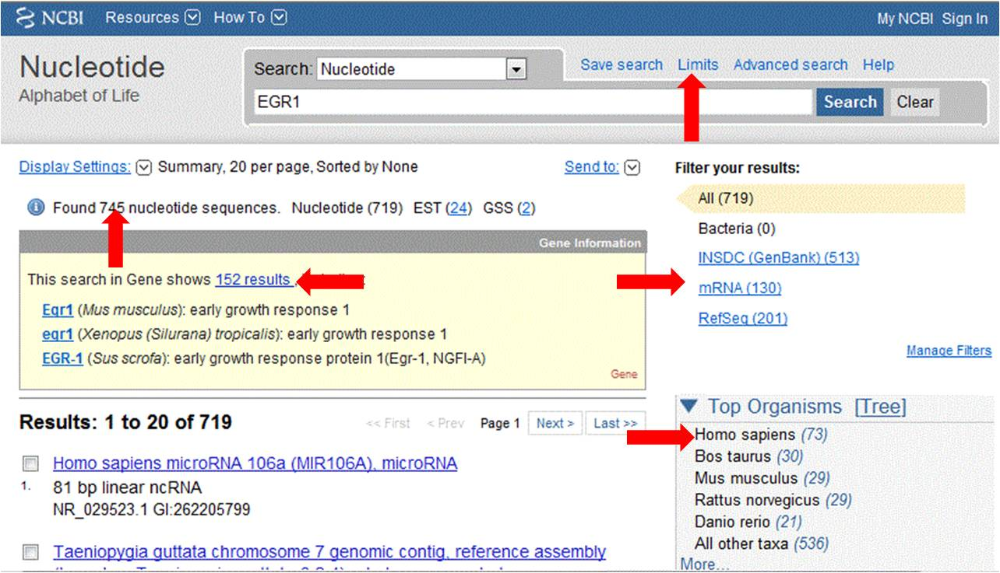 NCBI Resources How To My NCBI Sign In
Nucleotide
Alphabet of Life
Search: Nucleotide
Save search Limits Advanced search Help
EGR1
Search Clear
Display Settings: Summary, 20 per page, Sorted by None Send to:
Found 745 nucleotide sequences. Nucleotide (719) EST (24) GSS (2)
Gene Information
This search in Gene shows 152 results
Egr1 (Mus musculus): early growth response 1
egr1 (Xenopus (Silurana) tropicalis): early growth response 1
EGR-1 (Sus scrofa): early growth response protein 1(Egr-1, NGFI-A)
Gene
Results: 1 to 20 of 719
<< First < Prev Page 1 Next > Last >>
Homo sapiens microRNA 106a (MIR106A), microRNA
1. 81 bp linear ncRNA
NR_029523.1 GI:262205799
Taeniopygia guttata chromosome 7 genomic contig, reference assembly
Filter your results:
All (719)
Bacteria (0)
INSDC (GenBank) (513)
mRNA (130)
RefSeq (201)
Manage Filters
Top Organisms [Tree]
Homo sapiens (73)
Bos taurus (30)
Mus musculus (29)
Rattus norvegicus (29)
Danio rerio (21)
All other taxa (536)
More...